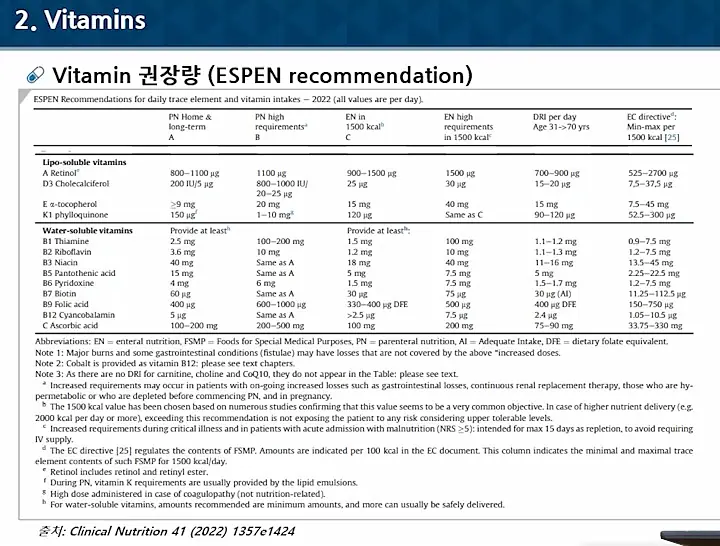 2. Vitamins
Vitamin 권장량 (ESPEN recommendation)
ESPEN Recommendations for daily trace element and vitamin intakes – 2022 (all values are per day).
PN Home & long-term A | PN high requirementsᵃ B | EN in 1500 kcalᵇ C | EN high requirements in 1500 kcalᶜ | DRI per day Age 31->70 yrs | EC directiveᵈ: Min-max per 1500 kcal [25]
Lipo-soluble vitamins
A Retinolᵉ 800–1100 μg 1100 μg 900–1500 μg 1500 μg 700–900 μg 525–2700 μg
D3 Cholecalciferol 200 IU/5 μg 800–1000 IU/ 20–25 μg 25 μg 30 μg 15–20 μg 7,5–37,5 μg
E α-tocopherol ≥9 mg 20 mg 15 mg 40 mg 15 mg 7.5–45 mg
K1 phylloquinone 150 μgᶠ 1–10 mgᵍ 120 μg Same as C 90–120 μg 52.5–300 μg
Water-soluble vitamins Provide at leastʰ Provide at leastʰ:
B1 Thiamine 2.5 mg 100–200 mg 1.5 mg 100 mg 1.1–1.2 mg 0.9–7.5 mg
B2 Riboflavin 3.6 mg 10 mg 1.2 mg 10 mg 1.1–1.3 mg 1.2–7.5 mg
B3 Niacin 40 mg Same as A 18 mg 40 mg 11–16 mg 13.5–45 mg
B5 Pantothenic acid 15 mg Same as A 5 mg 7.5 mg 5 mg 2.25–22.5 mg
B6 Pyridoxine 4 mg 6 mg 1.5 mg 7.5 mg 1.5–1.7 mg 1.2–7.5 mg
B7 Biotin 60 μg Same as A 30 μg 75 μg 30 μg (AI) 11.25–112.5 μg
B9 Folic acid 400 μg 600–1000 μg 330–400 μg DFE 500 μg 400 μg DFE 150–750 μg
B12 Cyancobalamin 5 μg Same as A >2.5 μg 7.5 μg 2.4 μg 1.05–10.5 μg
C Ascorbic acid 100–200 mg 200–500 mg 100 mg 200 mg 75–90 mg 33.75–330 mg
Abbreviations: EN = enteral nutrition, FSMP = Foods for Special Medical Purposes, PN = parenteral nutrition, AI = Adequate Intake, DFE = dietary folate equivalent.
Note 1: Major burns and some gastrointestinal conditions (fistulae) may have losses that are not covered by the above "increased doses.
Note 2: Cobalt is provided as vitamin B12: please see text chapters.
Note 3: As there are no DRI for carnitine, choline and CoQ10, they do not appear in the Table: please see text.
ᵃ Increased requirements may occur in patients with on-going increased losses such as gastrointestinal losses, continuous renal replacement therapy, those who are hy-
permetabolic or who are depleted before commencing PN, and in pregnancy.
ᵇ The 1500 kcal value has been chosen based on numerous studies confirming that this value seems to be a very common objective. In case of higher nutrient delivery (e.g.
2000 kcal per day or more), exceeding this recommendation is not exposing the patient to any risk considering upper tolerable levels.
ᶜ Increased requirements during critical illness and in patients with acute admission with malnutrition (NRS ≥5): intended for max 15 days as repletion, to avoid requiring
IV supply.
ᵈ The EC directive [25] regulates the contents of FSMP. Amounts are indicated per 100 kcal in the EC document. This column indicates the minimal and maximal trace
element contents of such FSMP for 1500 kcal/day.
ᵉ Retinol includes retinol and retinyl ester.
ᶠ During PN, vitamin K requirements are usually provided by the lipid emulsions.
ᵍ High dose administered in case of coagulopathy (not nutrition-related).
ʰ For water-soluble vitamins, amounts recommended are minimum amounts, and more can usually be safely delivered.
출처: Clinical Nutrition 41 (2022) 1357e1424